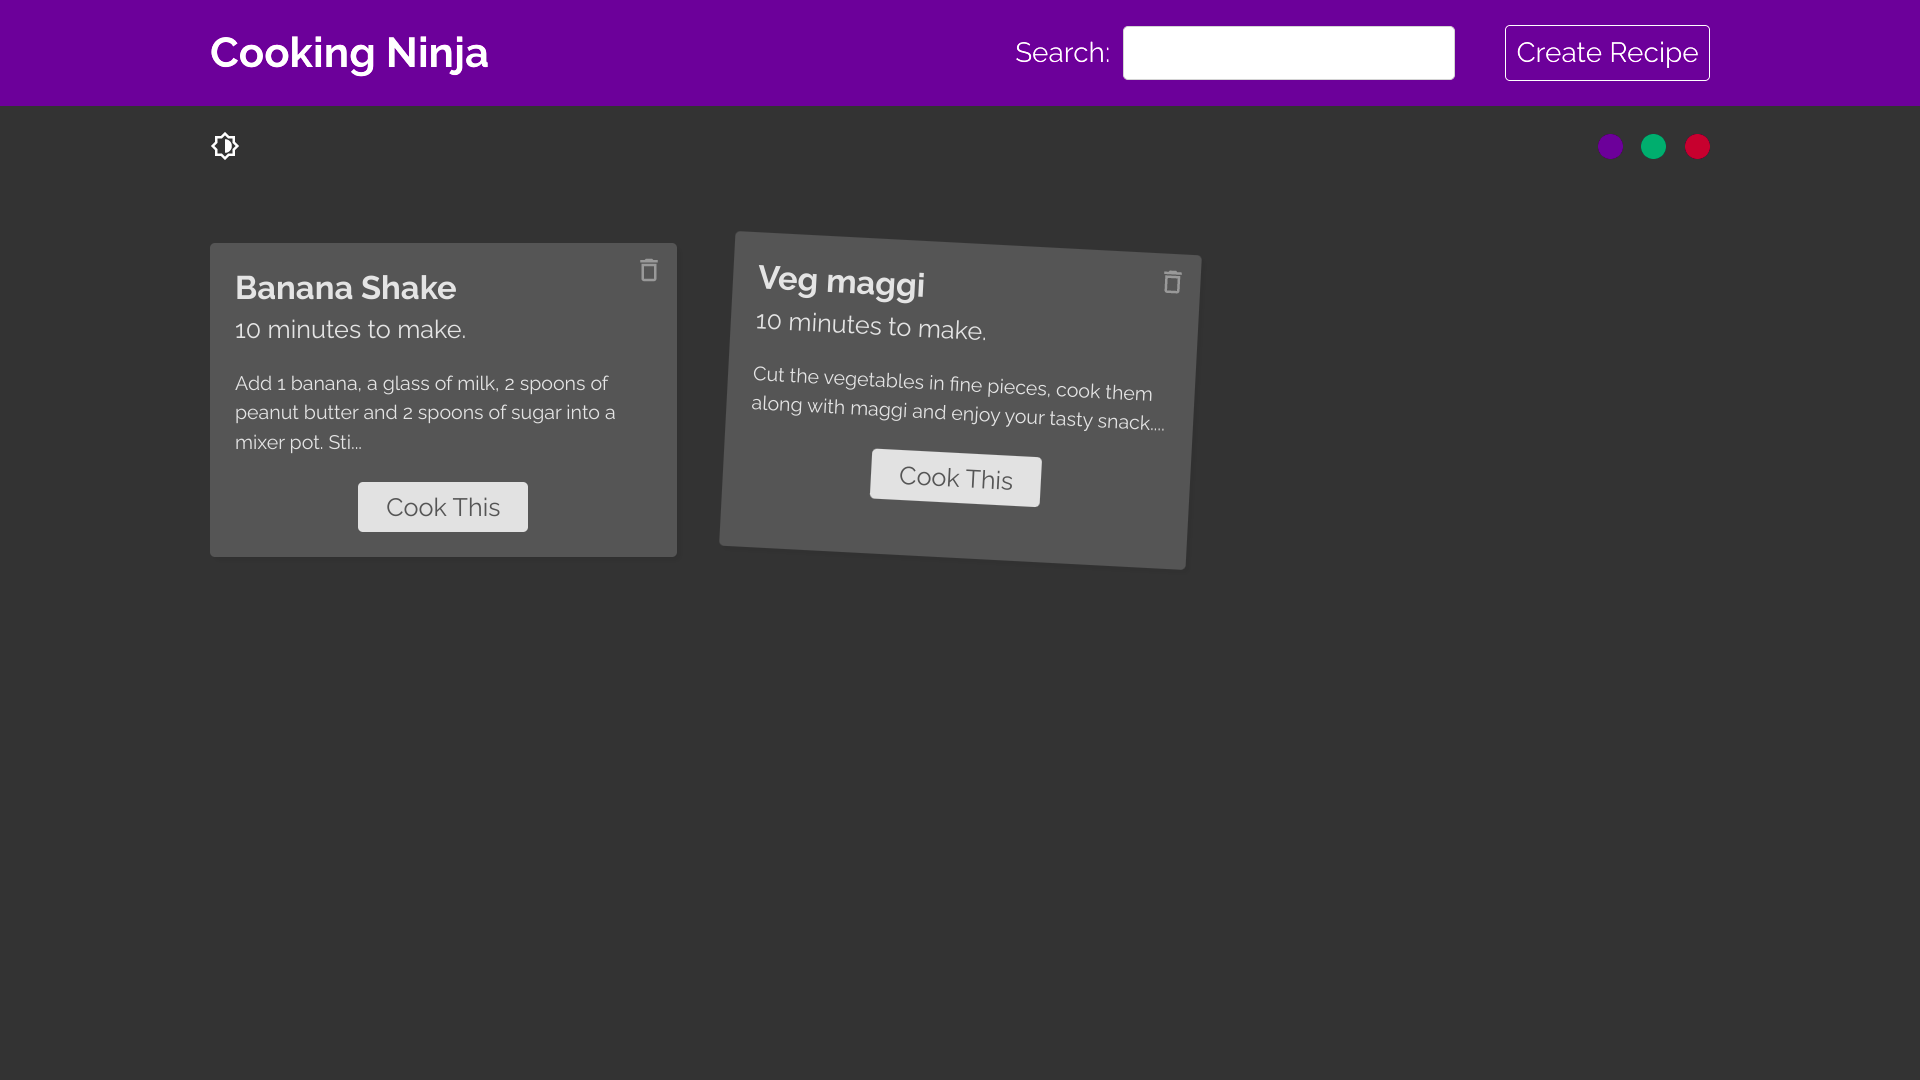 Cooking Ninja
Search:
Create Recipe
Banana Shake
10 minutes to make.
Add 1 banana, a glass of milk, 2 spoons of
peanut butter and 2 spoons of sugar into a
mixer pot. Sti...
Cook This
Veg maggi
10 minutes to make.
Cut the vegetables in fine pieces, cook them
along with maggi and enjoy your tasty snack....
Cook This